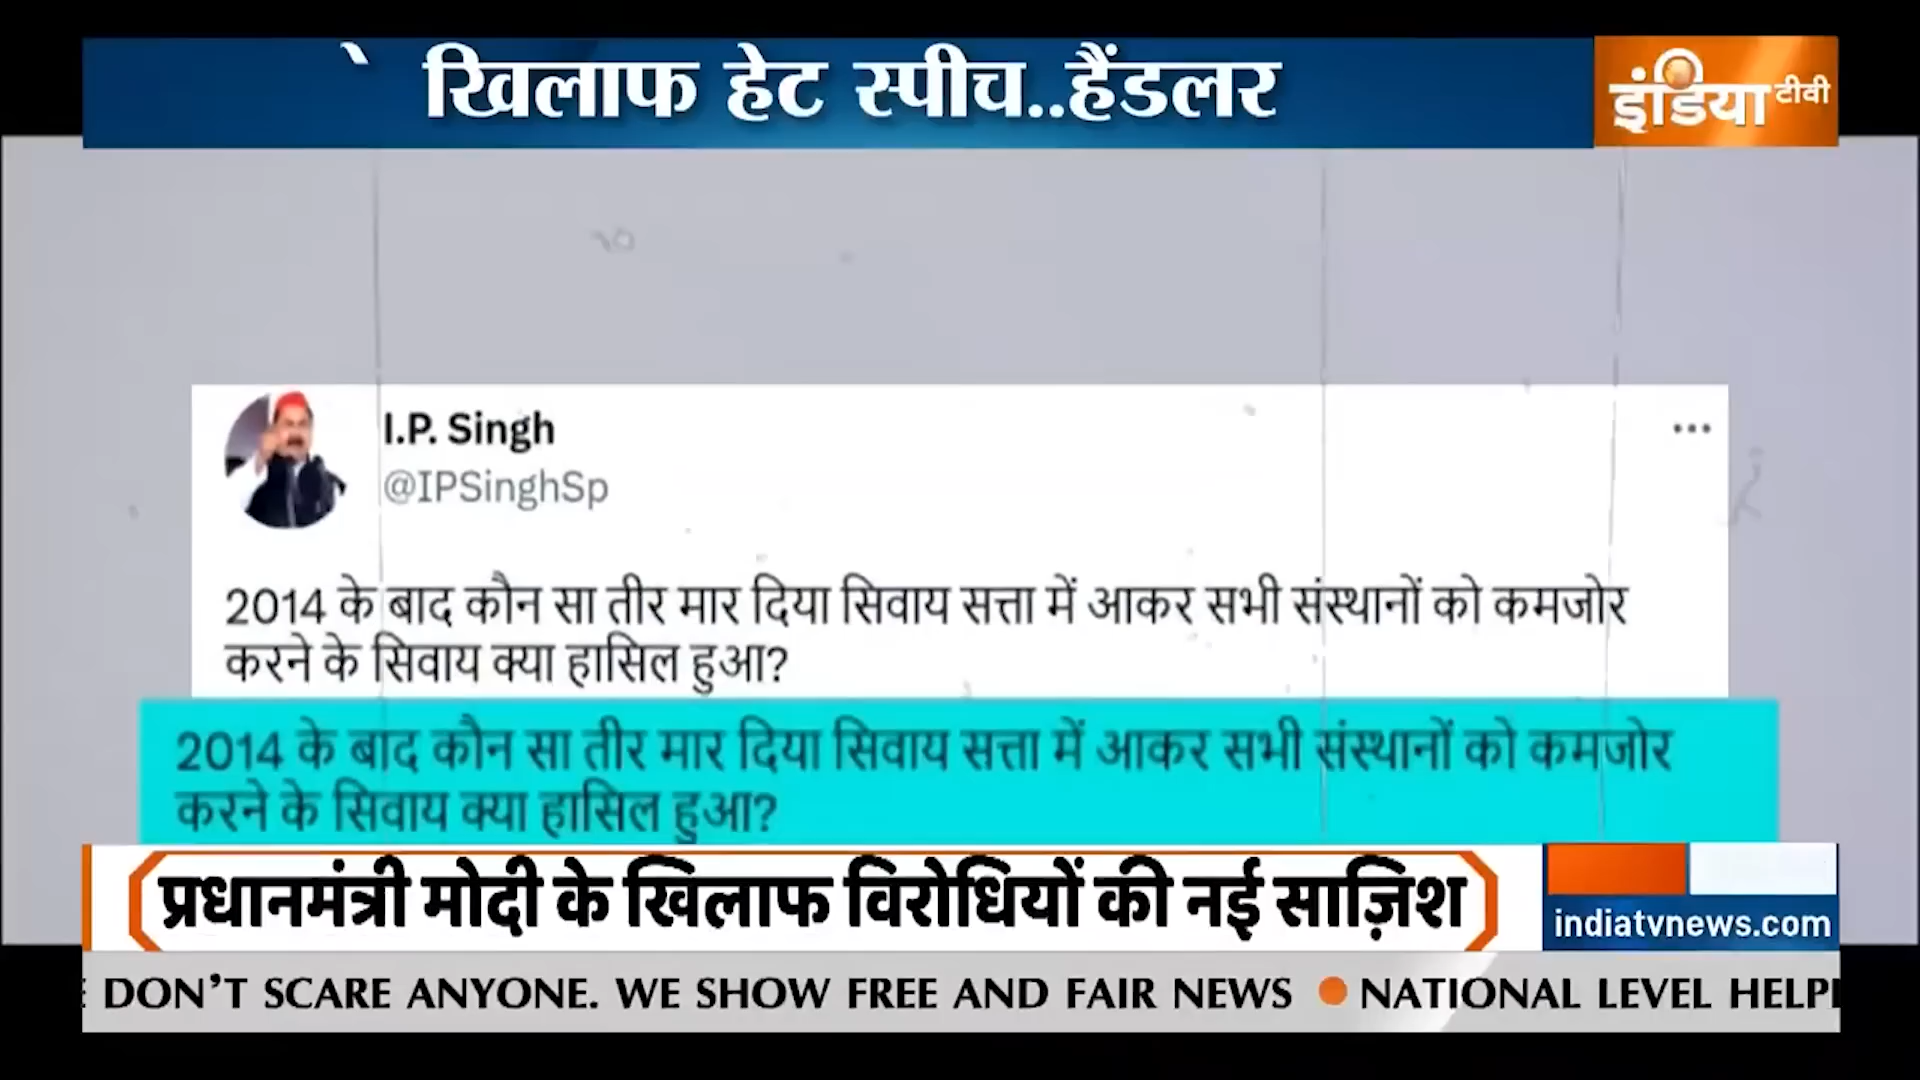 खिलाफ हेट स्पीच..हैंडलर
इंडिया टीवी
I.P. Singh
@IPSinghSp
2014 के बाद कौन सा तीर मार दिया सिवाय सत्ता में आकर सभी संस्थानों को कमजोर
करने के सिवाय क्या हासिल हुआ?
2014 के बाद कौन सा तीर मार दिया सिवाय सत्ता में आकर सभी संस्थानों को कमजोर
करने के सिवाय क्या हासिल हुआ?
प्रधानमंत्री मोदी के खिलाफ विरोधियों की नई साज़िश
indiatvnews.com
DON'T SCARE ANYONE. WE SHOW FREE AND FAIR NEWS ● NATIONAL LEVEL